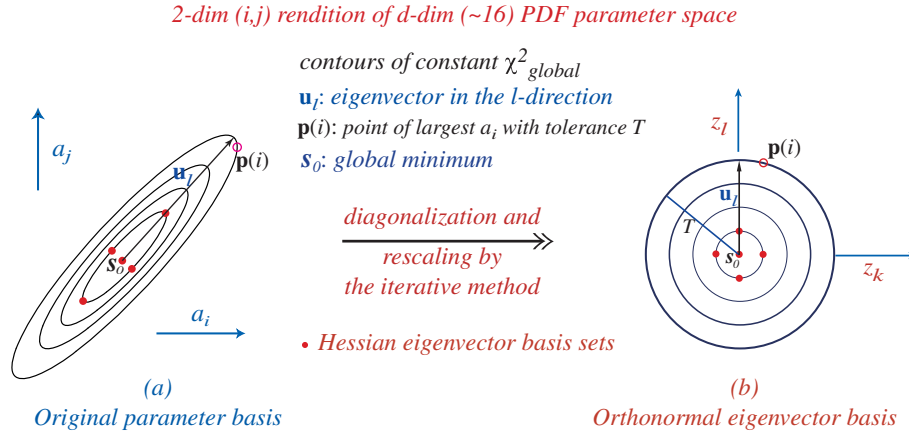 2-dim (i,j) rendition of d-dim (~16) PDF parameter space
contours of constant χ²global
uₗ: eigenvector in the l-direction
p(i): point of largest aᵢ with tolerance T
s₀: global minimum
aⱼ
p(i)
uₗ
s₀
aᵢ
diagonalization and
rescaling by
the iterative method
• Hessian eigenvector basis sets
zₗ
p(i)
uₗ
T
s₀
zₖ
(a)
Original parameter basis
(b)
Orthonormal eigenvector basis